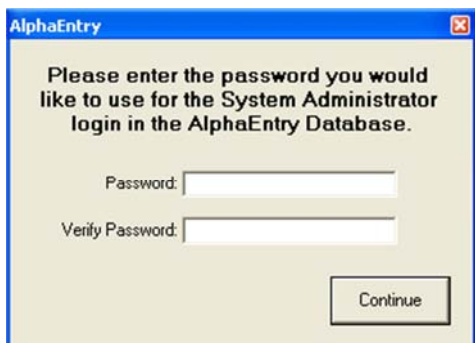 AlphaEntry
Please enter the password you would
like to use for the System Administrator
login in the AlphaEntry Database.
Password:
Verify Password:
Continue